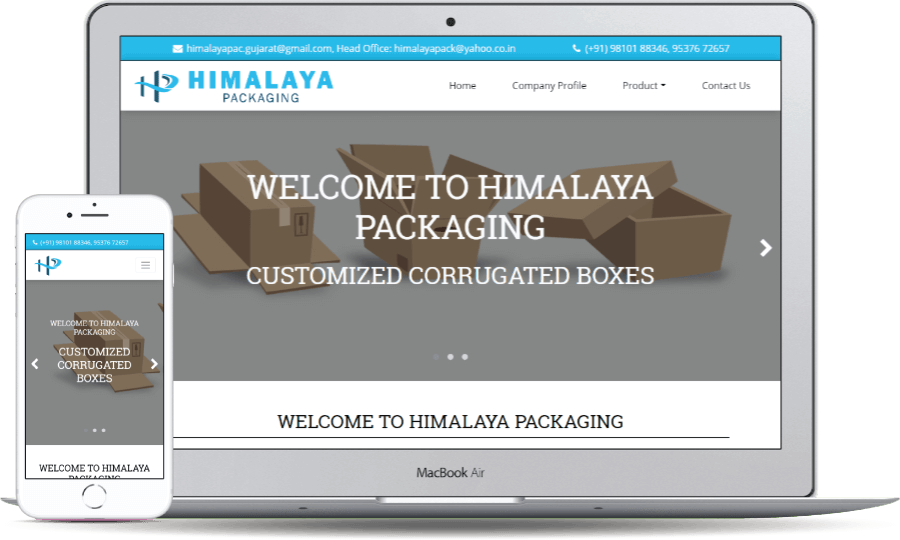 himalayapac.gujarat@gmail.com, Head Office: himalayapack@yahoo.co.in (+91) 98101 88346, 95376 72657
HIMALAYA
PACKAGING
Home Company Profile Product Contact Us
WELCOME TO HIMALAYA
PACKAGING
CUSTOMIZED CORRUGATED BOXES
WELCOME TO HIMALAYA PACKAGING
MacBook Air
(+91) 98101 88346, 95376 72657
WELCOME TO HIMALAYA
PACKAGING
CUSTOMIZED
CORRUGATED
BOXES
WELCOME TO HIMALAYA
PACKAGING